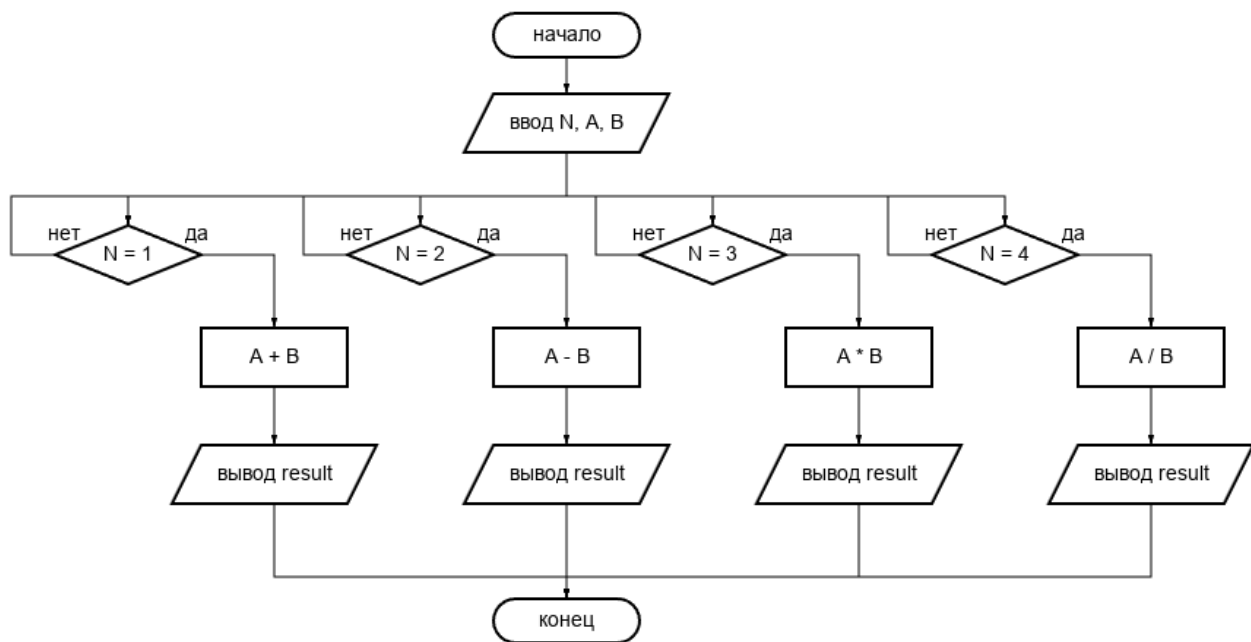 начало
ввод N, A, B
нет
да
N = 1
нет
да
N = 2
нет
да
N = 3
нет
да
N = 4
A + B
A - B
A * B
A / B
вывод result
вывод result
вывод result
вывод result
конец